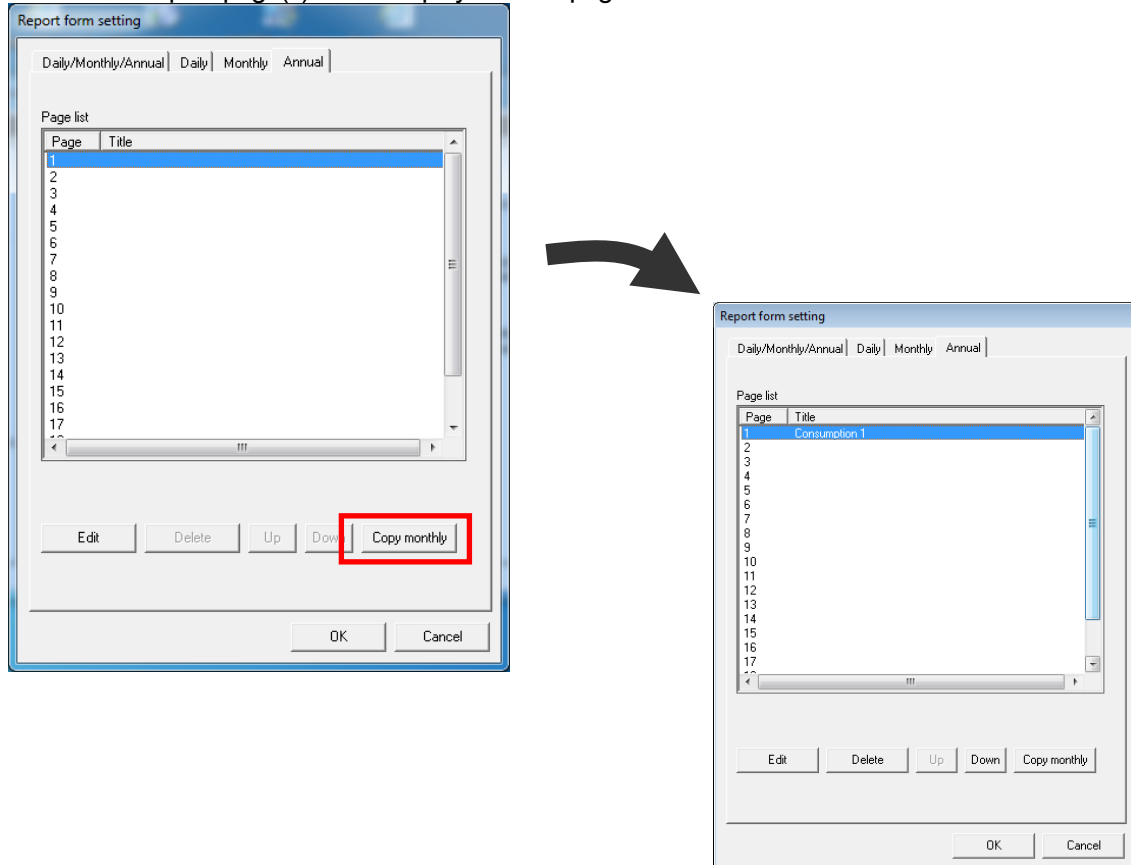 Report form setting
Daily/Monthly/Annual Daily Monthly Annual
Page list
Page Title
1
2
3
4
5
6
7
8
9
10
11
12
13
14
15
16
17
Edit Delete Up Down Copy monthly
OK Cancel
Report form setting
Daily/Monthly/Annual Daily Monthly Annual
Page list
Page Title
1 Consumption 1
2
3
4
5
6
7
8
9
10
11
12
13
14
15
16
17
Edit Delete Up Down Copy monthly
OK Cancel